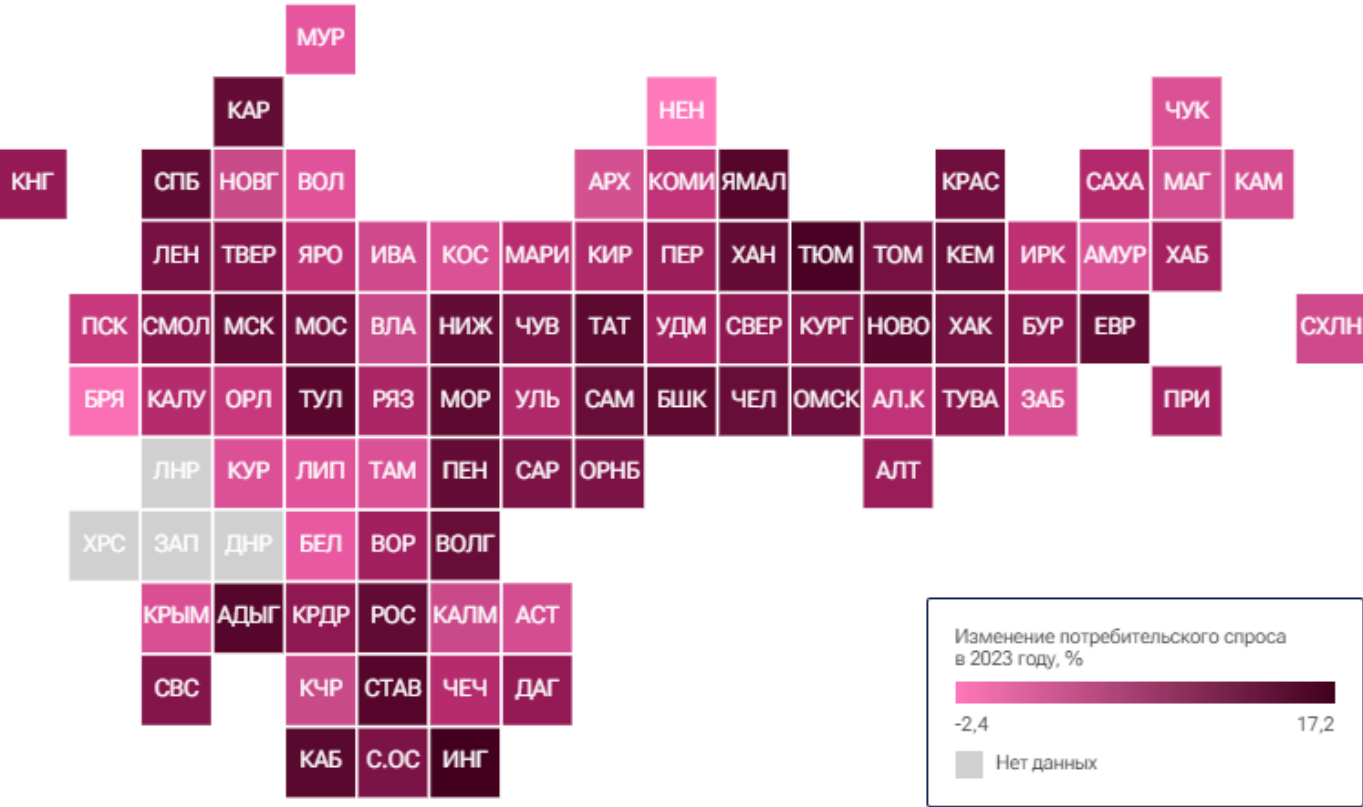 МУР
КАР НЕН ЧУК
КНГ СПБ НОВГ ВОЛ АРХ КОМИ ЯМАЛ КРАС САХА МАГ КАМ
ЛЕН ТВЕР ЯРО ИВА КОС МАРИ КИР ПЕР ХАН ТЮМ ТОМ КЕМ ИРК АМУР ХАБ
ПСК СМОЛ МСК МОС ВЛА НИЖ ЧУВ ТАТ УДМ СВЕР КУРГ НОВО ХАК БУР ЕВР СХЛН
БРЯ КАЛУ ОРЛ ТУЛ РЯЗ МОР УЛЬ САМ БШК ЧЕЛ ОМСК АЛ.К ТУВА ЗАБ ПРИ
ЛНР КУР ЛИП ТАМ ПЕН САР ОРНБ АЛТ
ХРС ЗАП ДНР БЕЛ ВОР ВОЛГ
КРЫМ АДЫГ КРДР РОС КАЛМ АСТ
СВС КЧР СТАВ ЧЕЧ ДАГ
КАБ С.ОС ИНГ
Изменение потребительского спроса
в 2023 году, %
-2,4 17,2
Нет данных